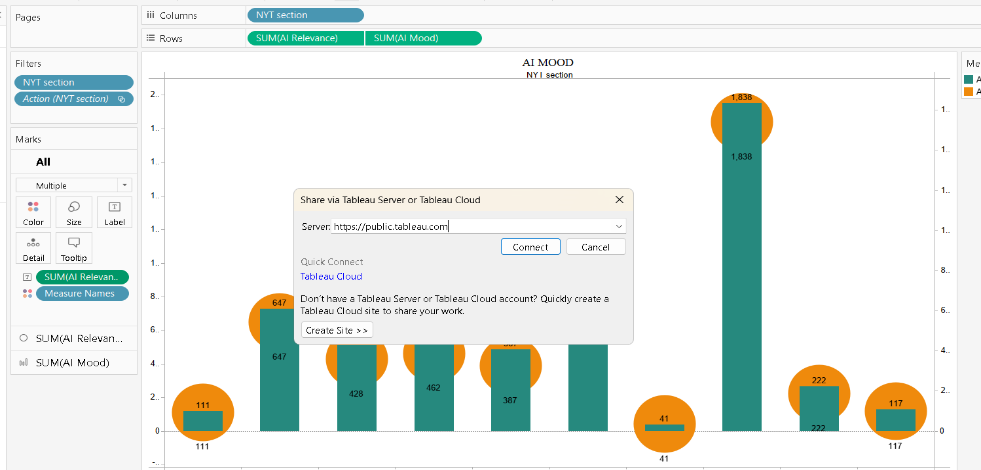 Pages
Columns
NYT section
Rows
SUM(AI Relevance)
SUM(AI Mood)
Filters
NYT section
Action (NYT section)
Marks
All
Multiple
Color
Size
Label
Detail
Tooltip
SUM(AI Relevan..
Measure Names
SUM(AI Relevan...
SUM(AI Mood)
AI MOOD
NYT section
Me
A
A
2..
1..
1..
1..
1..
1..
8..
6..
4..
2..
0
-..
111
111
647
647
428
462
387
41
41
1,838
1,838
222
222
117
117
1..
1..
1..
1..
8..
6..
4..
2..
0
Share via Tableau Server or Tableau Cloud
Server: https://public.tableau.com
Connect
Cancel
Quick Connect
Tableau Cloud
Don't have a Tableau Server or Tableau Cloud account? Quickly create a
Tableau Cloud site to share your work.
Create Site >>